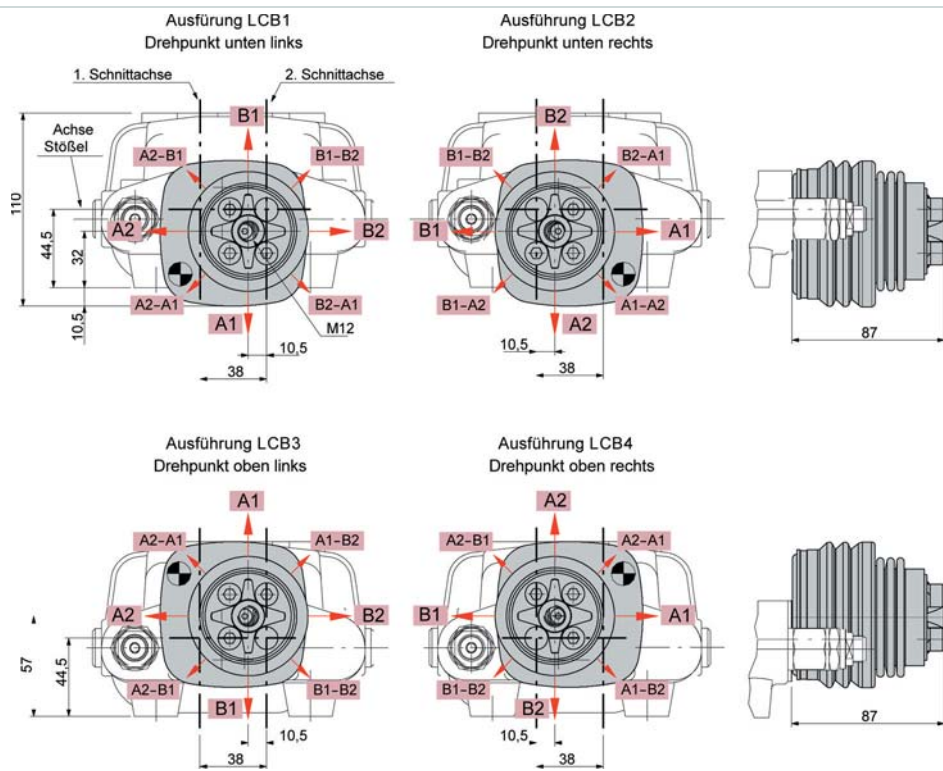 Ausfürung LCB1
Drehpunkt unten links
Ausführung LCB2
Drehpunkt unten rechts
1. Schnittachse
2. Schnittachse
Achse
Stößel
B1
A2–B1
B1–B2
A2
B2
A2–A1
B2–A1
A1
M12
110
44,5
32
10,5
10,5
38
B2
B1–B2
B2–A1
B1
A1
B1–A2
A1–A2
A2
10,5
38
87
Ausführung LCB3
Drehpunkt oben links
Ausführung LCB4
Drehpunkt oben rechts
A1
A2–A1
A1–B2
A2
B2
A2–B1
B1–B2
B1
57
44,5
10,5
38
A2
A2–B1
A2–A1
B1
A1
B1–B2
A1–B2
B2
10,5
38
87